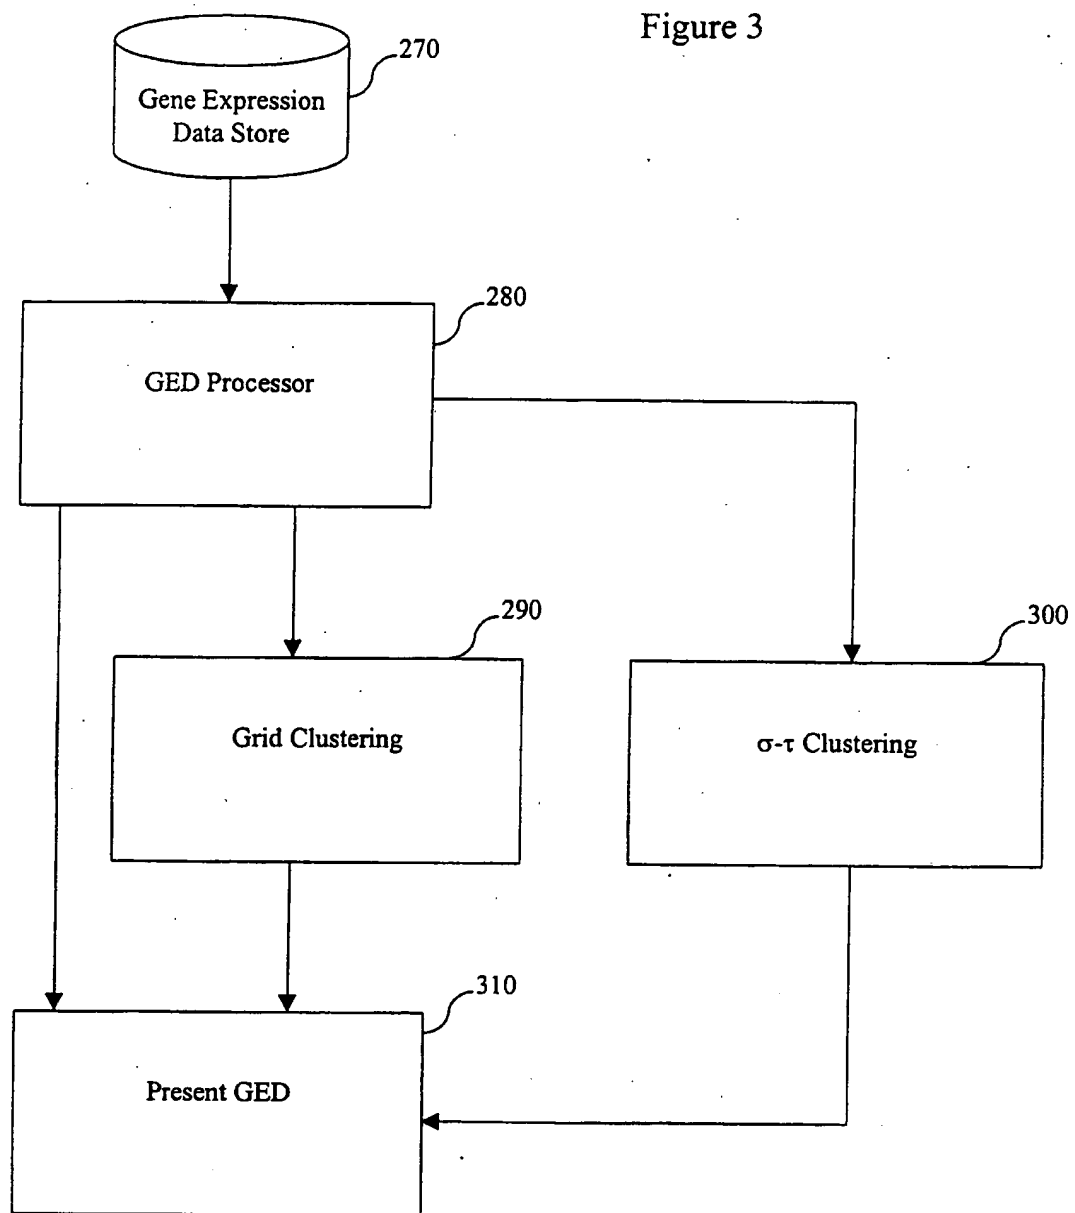 Figure 3
270
Gene Expression
Data Store
280
GED Processor
290
300
Grid Clustering
σ-τ Clustering
310
Present GED